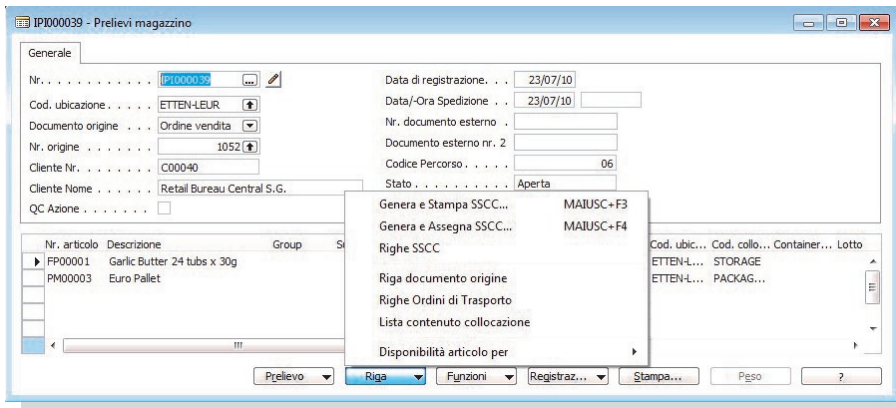 IPI000039 - Prelievi magazzino
Generale
Nr. . . . . . . . . . . . . IPI000039 ...
Cod. ubicazione . . . . . ETTEN-LEUR
Documento origine . . . Ordine vendita
Nr. origine . . . . . . . 1052
Cliente Nr. . . . . . . . . C00040
Cliente Nome . . . . . . Retail Bureau Central S.G.
QC Azione . . . . . . .
Data di registrazione. . . 23/07/10
Data/-Ora Spedizione . . 23/07/10
Nr. documento esterno .
Documento esterno nr. 2
Codice Percorso . . . . . 06
Stato . . . . . . . . . . Aperta
Genera e Stampa SSCC... MAIUSC+F3
Genera e Assegna SSCC... MAIUSC+F4
Righe SSCC
Riga documento origine
Righe Ordini di Trasporto
Lista contenuto collocazione
Disponibilità articolo per
Nr. articolo Descrizione Group Cod. ubic... Cod. collo... Container... Lotto
FP00001 Garlic Butter 24 tubs x 30g ETTEN-L... STORAGE
PM00003 Euro Pallet ETTEN-L... PACKAG...
Prelievo Riga Funzioni Registraz... Stampa... Peso ?